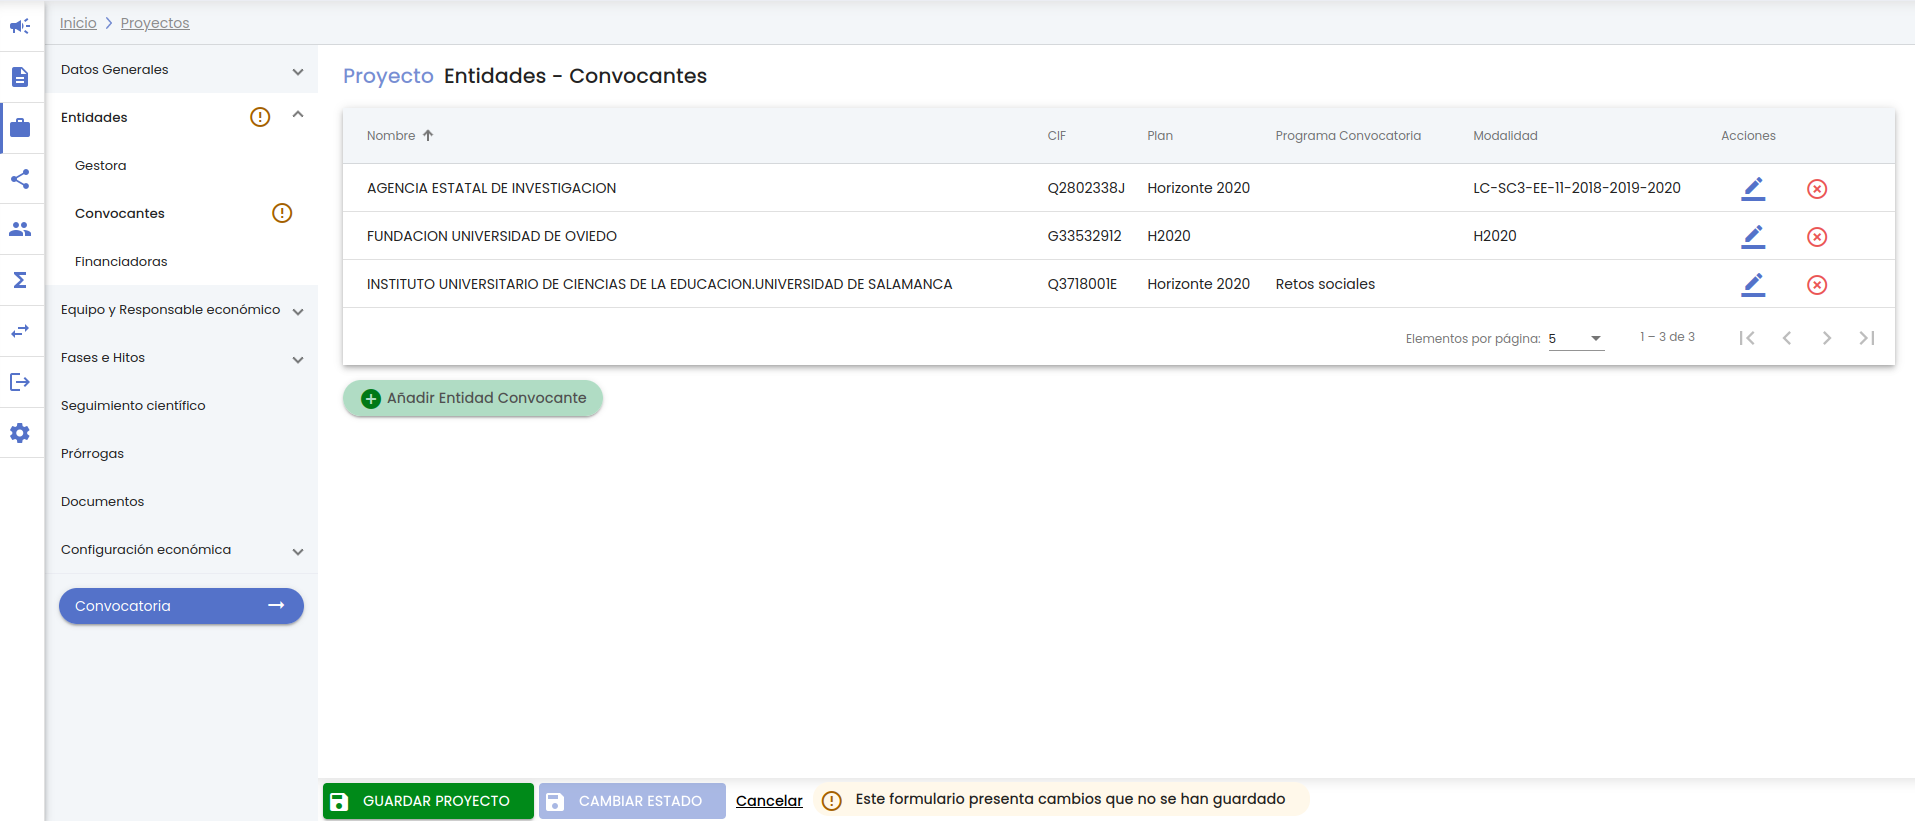 Inicio Proyectos
Datos Generales
Entidades
Gestora
Convocantes
Financiadoras
Equipo y Responsable económico
Fases e Hitos
Seguimiento científico
Prórrogas
Documentos
Configuración económica
Convocatoria
Proyecto Entidades - Convocantes
Nombre CIF Plan Programa Convocatoria Modalidad Acciones
AGENCIA ESTATAL DE INVESTIGACION Q2802338J Horizonte 2020 LC-SC3-EE-11-2018-2019-2020
FUNDACION UNIVERSIDAD DE OVIEDO G33532912 H2020 H2020
INSTITUTO UNIVERSITARIO DE CIENCIAS DE LA EDUCACION.UNIVERSIDAD DE SALAMANCA Q3718001E Horizonte 2020 Retos sociales
Elementos por página: 5 1 – 3 de 3
Añadir Entidad Convocante
GUARDAR PROYECTO CAMBIAR ESTADO Cancelar Este formulario presenta cambios que no se han guardado